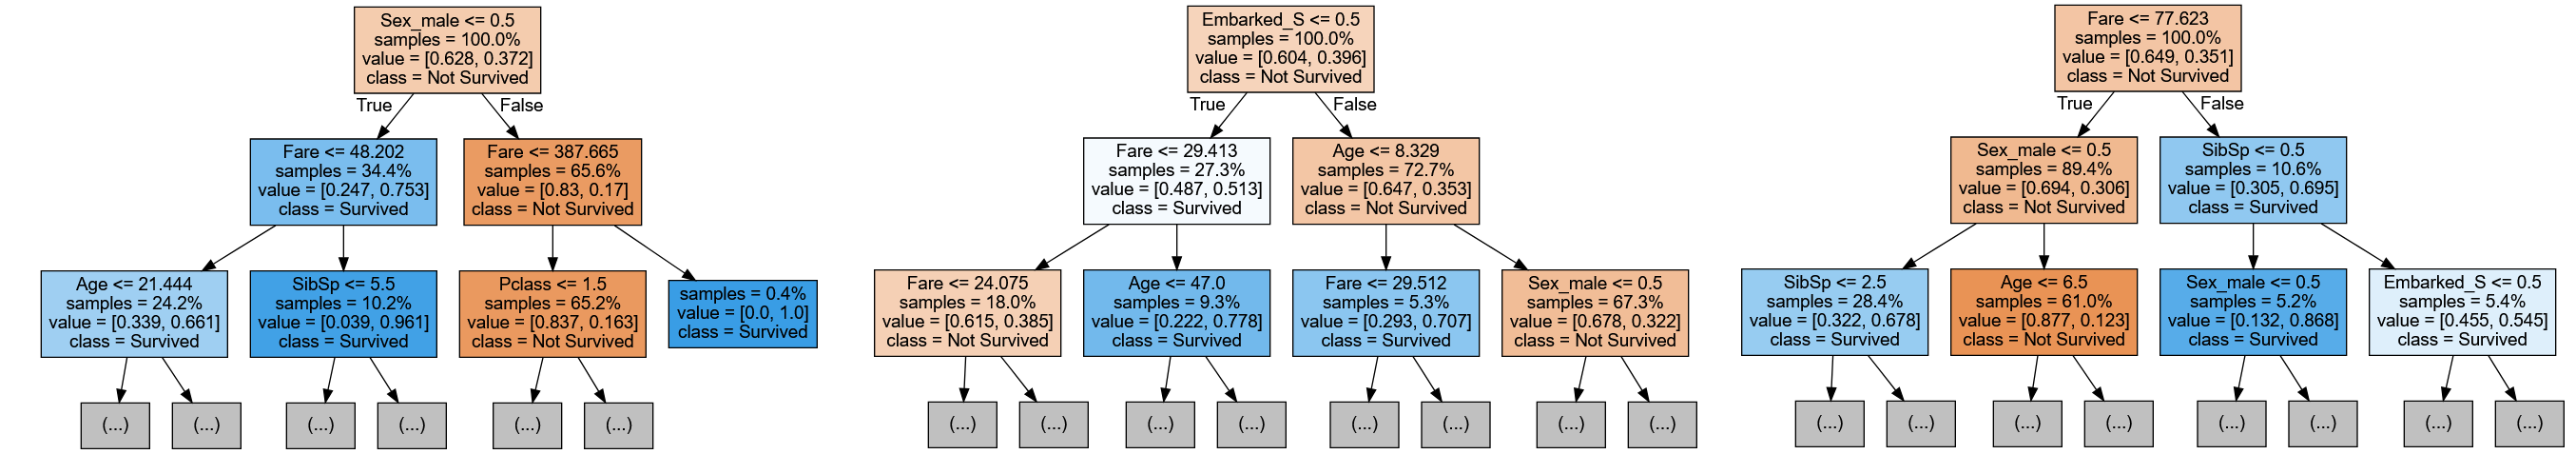 Sex_male <= 0.5
samples = 100.0%
value = [0.628, 0.372]
class = Not Survived
True
False
Fare <= 48.202
samples = 34.4%
value = [0.247, 0.753]
class = Survived
Fare <= 387.665
samples = 65.6%
value = [0.83, 0.17]
class = Not Survived
Age <= 21.444
samples = 24.2%
value = [0.339, 0.661]
class = Survived
SibSp <= 5.5
samples = 10.2%
value = [0.039, 0.961]
class = Survived
Pclass <= 1.5
samples = 65.2%
value = [0.837, 0.163]
class = Not Survived
samples = 0.4%
value = [0.0, 1.0]
class = Survived
(...)
(...)
(...)
(...)
(...)
(...)
Embarked_S <= 0.5
samples = 100.0%
value = [0.604, 0.396]
class = Not Survived
True
False
Fare <= 29.413
samples = 27.3%
value = [0.487, 0.513]
class = Survived
Age <= 8.329
samples = 72.7%
value = [0.647, 0.353]
class = Not Survived
Fare <= 24.075
samples = 18.0%
value = [0.615, 0.385]
class = Not Survived
Age <= 47.0
samples = 9.3%
value = [0.222, 0.778]
class = Survived
Fare <= 29.512
samples = 5.3%
value = [0.293, 0.707]
class = Survived
Sex_male <= 0.5
samples = 67.3%
value = [0.678, 0.322]
class = Not Survived
(...)
(...)
(...)
(...)
(...)
(...)
(...)
(...)
Fare <= 77.623
samples = 100.0%
value = [0.649, 0.351]
class = Not Survived
True
False
Sex_male <= 0.5
samples = 89.4%
value = [0.694, 0.306]
class = Not Survived
SibSp <= 0.5
samples = 10.6%
value = [0.305, 0.695]
class = Survived
SibSp <= 2.5
samples = 28.4%
value = [0.322, 0.678]
class = Survived
Age <= 6.5
samples = 61.0%
value = [0.877, 0.123]
class = Not Survived
Sex_male <= 0.5
samples = 5.2%
value = [0.132, 0.868]
class = Survived
Embarked_S <= 0.5
samples = 5.4%
value = [0.455, 0.545]
class = Survived
(...)
(...)
(...)
(...)
(...)
(...)
(...)
(...)